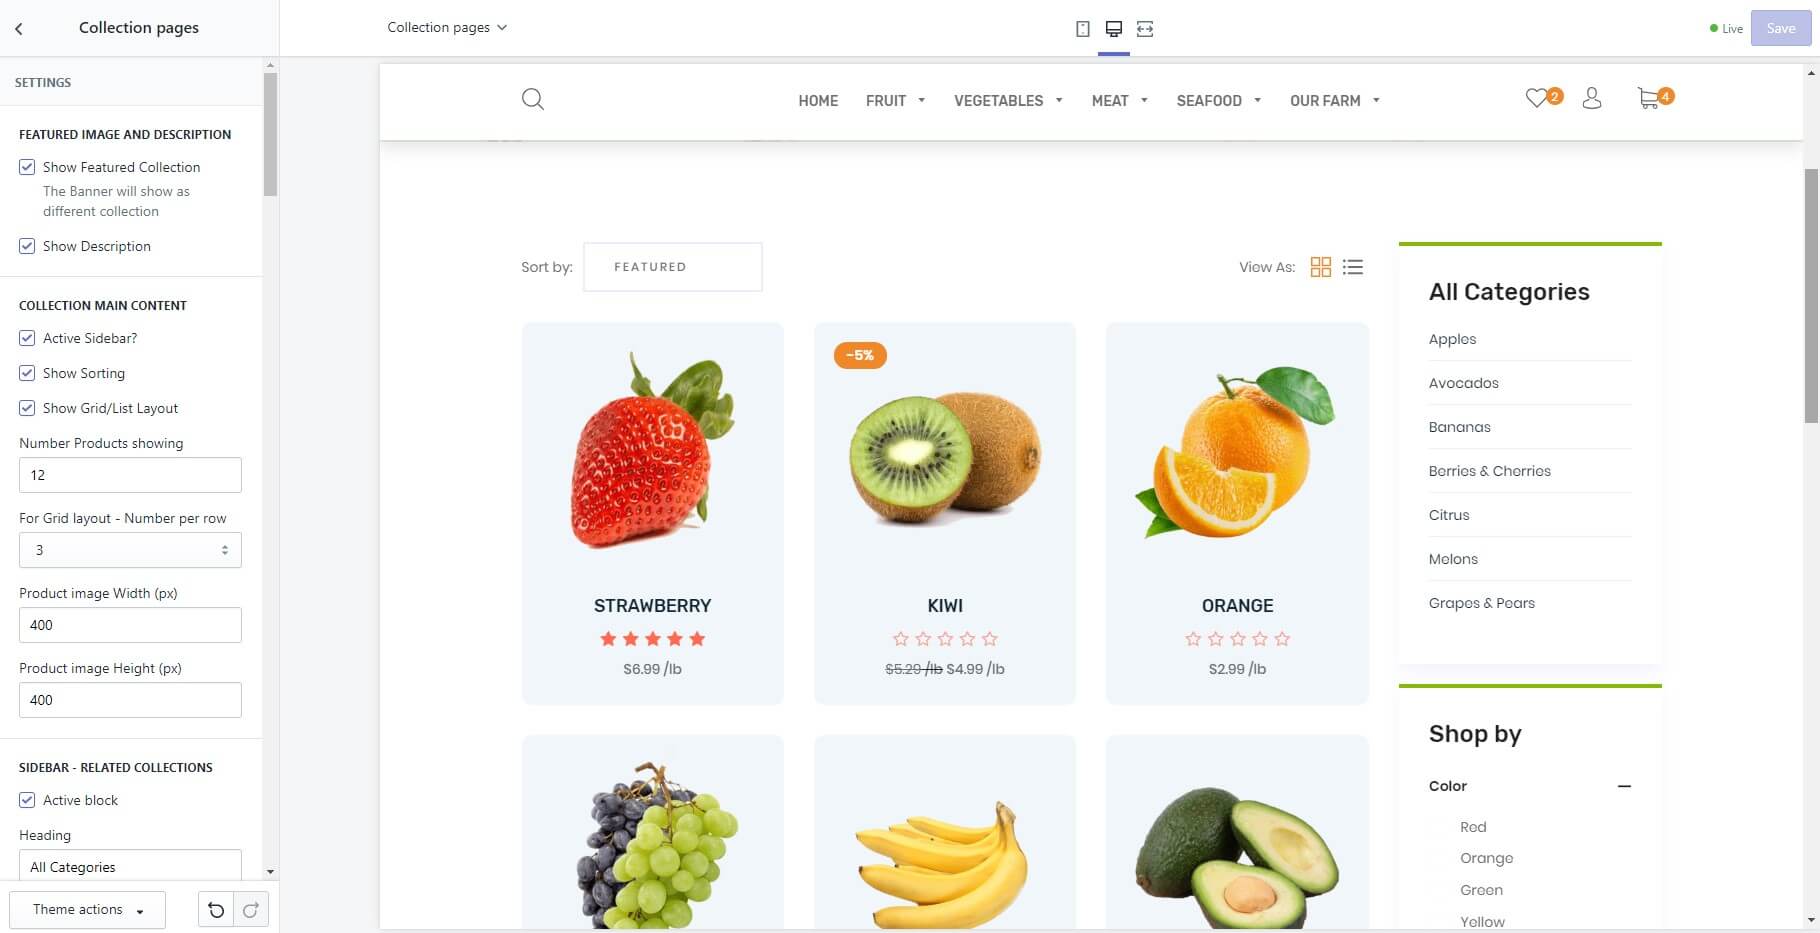 Collection pages
Collection pages
Live
Save
SETTINGS
FEATURED IMAGE AND DESCRIPTION
Show Featured Collection
The Banner will show as
different collection
Show Description
COLLECTION MAIN CONTENT
Active Sidebar?
Show Sorting
Show Grid/List Layout
Number Products showing
12
For Grid layout - Number per row
3
Product image Width (px)
400
Product image Height (px)
400
SIDEBAR - RELATED COLLECTIONS
Active block
Heading
All Categories
Theme actions
HOME FRUIT VEGETABLES MEAT SEAFOOD OUR FARM
2
4
Sort by: FEATURED
View As:
-5%
STRAWBERRY
$6.99 /lb
KIWI
$5.29 /lb $4.99 /lb
ORANGE
$2.99 /lb
All Categories
Apples
Avocados
Bananas
Berries & Cherries
Citrus
Melons
Grapes & Pears
Shop by
Color
Red
Orange
Green
Yellow